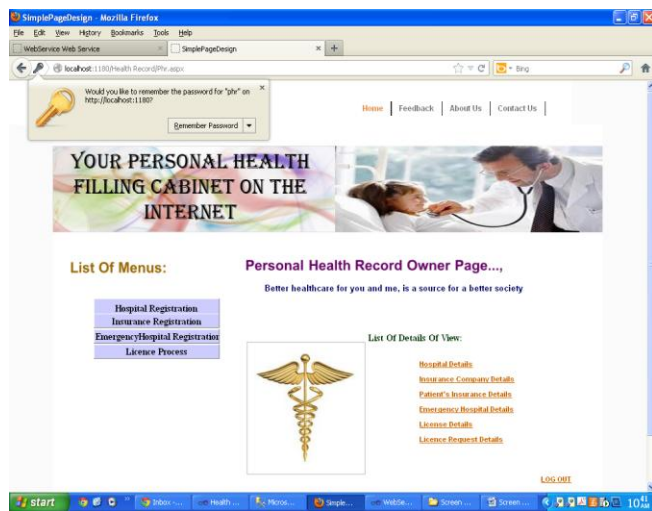 SimplePageDesign - Mozilla Firefox
File Edit View History Bookmarks Tools Help
WebService Web Service × SimplePageDesign × +
localhost:1180/Health Record/Phr.aspx Bing
Would you like to remember the password for "phr" on
http://localhost:1180?
Remember Password
Home Feedback About Us Contact Us
YOUR PERSONAL HEALTH
FILLING CABINET ON THE
INTERNET
List Of Menus:
Personal Health Record Owner Page...,
Better healthcare for you and me, is a source for a better society
Hospital Registration
Insurance Registration
EmergencyHospital Registration
Licence Process
List Of Details Of View:
Hospital Details
Insurance Company Details
Patient's Insurance Details
Emergency Hospital Details
License Details
Licence Request Details
LOG OUT
start Inbox -... Health ... Micros... Simple... WebSe... Screen ... Screen ... 10:41 AM